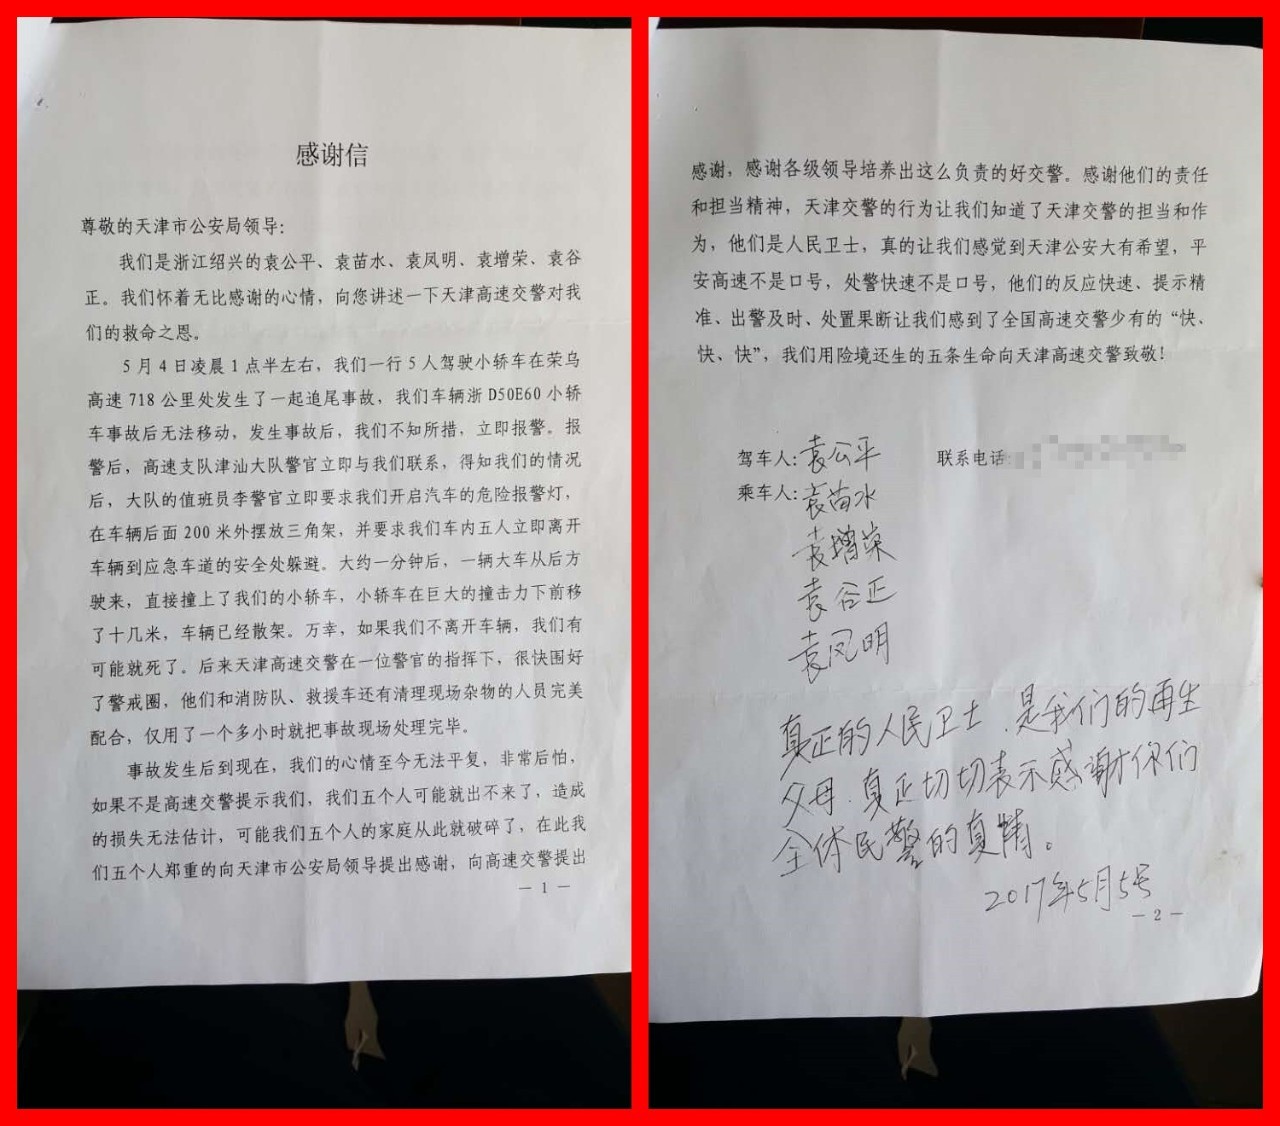 感谢信
尊敬的天津市公安局领导：
我们是浙江绍兴的袁公平、袁苗水、袁凤明、袁增荣、袁谷
正。我们怀着无比感谢的心情，向您讲述一下天津高速交警对我
们的救命之恩。
5月4日凌晨1点半左右，我们一行5人驾驶小轿车在荣乌
高速718公里处发生了一起追尾事故，我们车辆浙D50E60小轿
车事故后无法移动，发生事故后，我们不知所措，立即报警。报
警后，高速支队津汕大队警官立即与我们联系，得知我们的情况
后，大队的值班员李警官立即要求我们开启汽车的危险报警灯，
在车辆后面200米外摆放三角架，并要求我们车内五人立即离开
车辆到应急车道的安全处躲避。大约一分钟后，一辆大车从后方
驶来，直接撞上了我们的小轿车，小轿车在巨大的撞击力下前移
了十几米，车辆已经散架。万幸，如果我们不离开车辆，我们有
可能就死了。后来天津高速交警在一位警官的指挥下，很快围好
了警戒圈，他们和消防队、救援车还有清理现场杂物的人员完美
配合，仅用了一个多小时就把事故现场处理完毕。
事故发生后到现在，我们的心情至今无法平复，非常后怕，
如果不是高速交警提示我们，我们五个人可能就出不来了，造成
的损失无法估计，可能我们五个人的家庭从此就破碎了，在此我
们五个人郑重的向天津市公安局领导提出感谢，向高速交警提出
— 1 —
感谢，感谢各级领导培养出这么负责的好交警。感谢他们的责任
和担当精神，天津交警的行为让我们知道了天津交警的担当和作
为，他们是人民卫士，真的让我们感觉到天津公安大有希望，平
安高速不是口号，处警快速不是口号，他们的反应快速、提示精
准、出警及时、处置果断让我们感到了全国高速交警少有的“快、
快、快”，我们用险境还生的五条生命向天津高速交警致敬！
驾车人：袁公平 联系电话：
乘车人：袁苗水
袁增荣
袁谷正
袁凤明
真正的人民卫士．是我们的再生
父母．真正切切表示感谢你们
全体民警的真情。
2017年5月5号
— 2 —